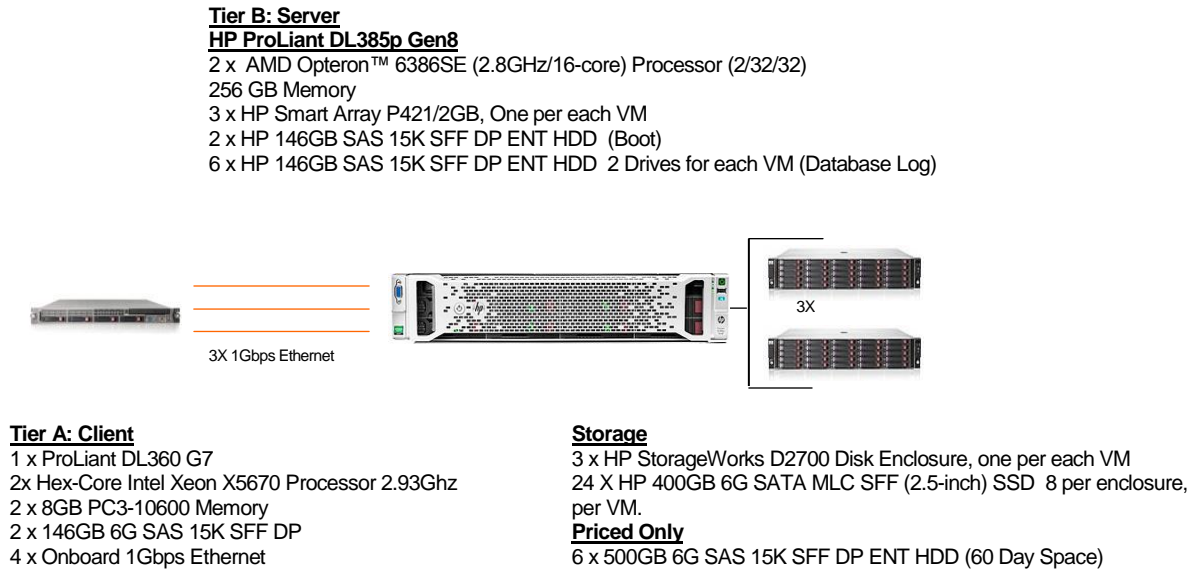 Tier B: Server
HP ProLiant DL385p Gen8
2 x AMD Opteron™ 6386SE (2.8GHz/16-core) Processor (2/32/32)
256 GB Memory
3 x HP Smart Array P421/2GB, One per each VM
2 x HP 146GB SAS 15K SFF DP ENT HDD (Boot)
6 x HP 146GB SAS 15K SFF DP ENT HDD 2 Drives for each VM (Database Log)
hp
3X
3X 1Gbps Ethernet
Tier A: Client
1 x ProLiant DL360 G7
2x Hex-Core Intel Xeon X5670 Processor 2.93Ghz
2 x 8GB PC3-10600 Memory
2 x 146GB 6G SAS 15K SFF DP
4 x Onboard 1Gbps Ethernet
Storage
3 x HP StorageWorks D2700 Disk Enclosure, one per each VM
24 X HP 400GB 6G SATA MLC SFF (2.5-inch) SSD 8 per enclosure,
per VM.
Priced Only
6 x 500GB 6G SAS 15K SFF DP ENT HDD (60 Day Space)